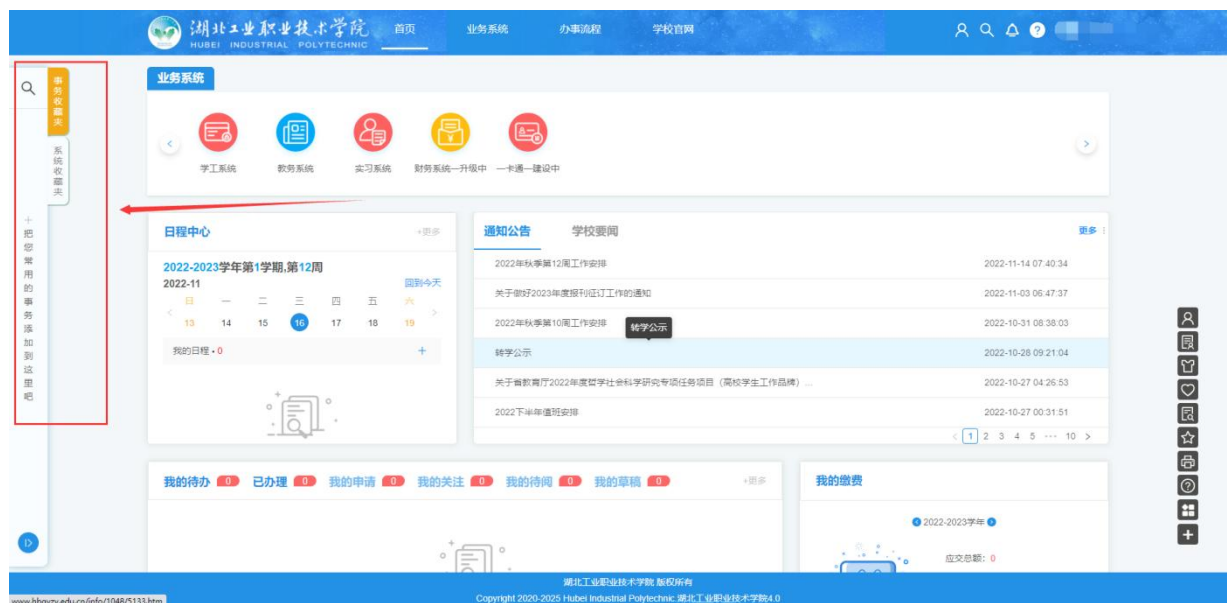 湖北工业职业技术学院
HUBEI INDUSTRIAL POLYTECHNIC
首页 业务系统 办事流程 学校官网
事务收藏夹
系统收藏夹
+把您常用的事务添加到这里吧
业务系统
学工系统 教务系统 实习系统 财务系统—升级中 一卡通—建设中
日程中心 +更多
2022-2023学年第1学期,第12周
2022-11 回到今天
日 一 二 三 四 五 六
13 14 15 16 17 18 19
我的日程 • 0 +
通知公告 学校要闻 更多
2022年秋季第12周工作安排 2022-11-14 07:40:34
关于做好2023年度报刊征订工作的通知 2022-11-03 06:47:37
2022年秋季第10周工作安排 2022-10-31 08:38:03
转学公示
转学公示 2022-10-28 09:21:04
关于省教育厅2022年度哲学社会科学研究专项任务项目（高校学生工作品牌）... 2022-10-27 04:26:53
2022下半年值班安排 2022-10-27 00:31:51
< 1 2 3 4 5 ··· 10 >
我的待办 0 已办理 0 我的申请 0 我的关注 0 我的待阅 0 我的草稿 0 +更多
我的缴费
2022-2023学年
应交总额: 0
湖北工业职业技术学院 版权所有
Copyright 2020-2025 Hubei Industrial Polytechnic 湖北工业职业技术学院4.0
www.hbgyzy.edu.cn/info/1048/5133.htm